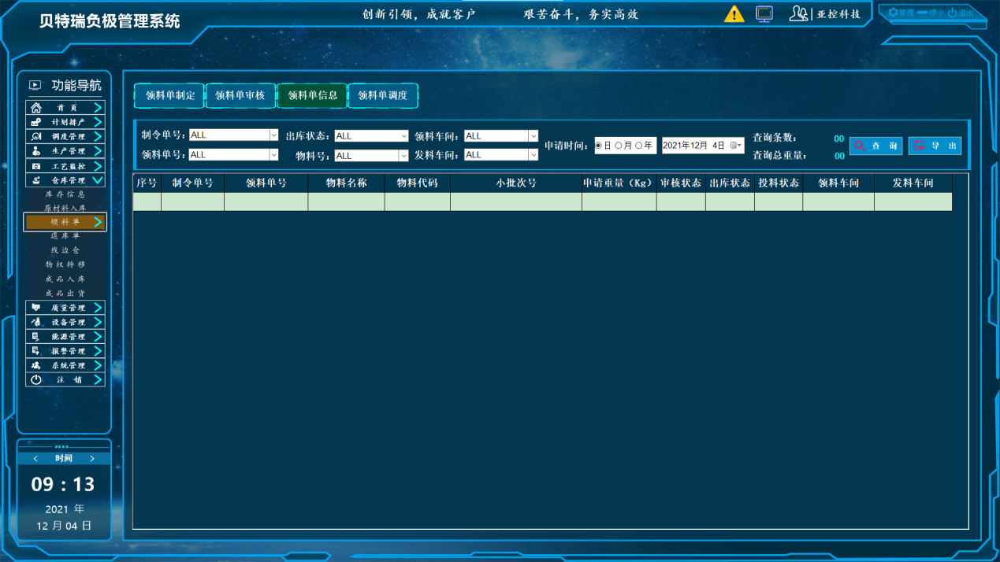 贝特瑞负极管理系统
创新引领，成就客户 艰苦奋斗，务实高效
亚控科技
管理 缩小 退出
功能导航
首 页
计划排产
调度管理
生产管理
工艺监控
仓库管理
库存信息
原材料入库
领料单
退库单
线边仓
物权转移
成品入库
成品出货
质量管理
设备管理
能源管理
报警管理
系统管理
注 销
< 时间 >
09 : 13
2021 年
12 月 04 日
领料单制定 领料单审核 领料单信息 领料单调度
制令单号: ALL 出库状态: ALL 领料车间: ALL
领料单号: ALL 物料号: ALL 发料车间: ALL
申请时间: 日 月 年 2021年12月 4日
查询条数: 00
查询总重量: 00
查 询 导 出
序号 制令单号 领料单号 物料名称 物料代码 小批次号 申请重量（Kg） 审核状态 出库状态 投料状态 领料车间 发料车间